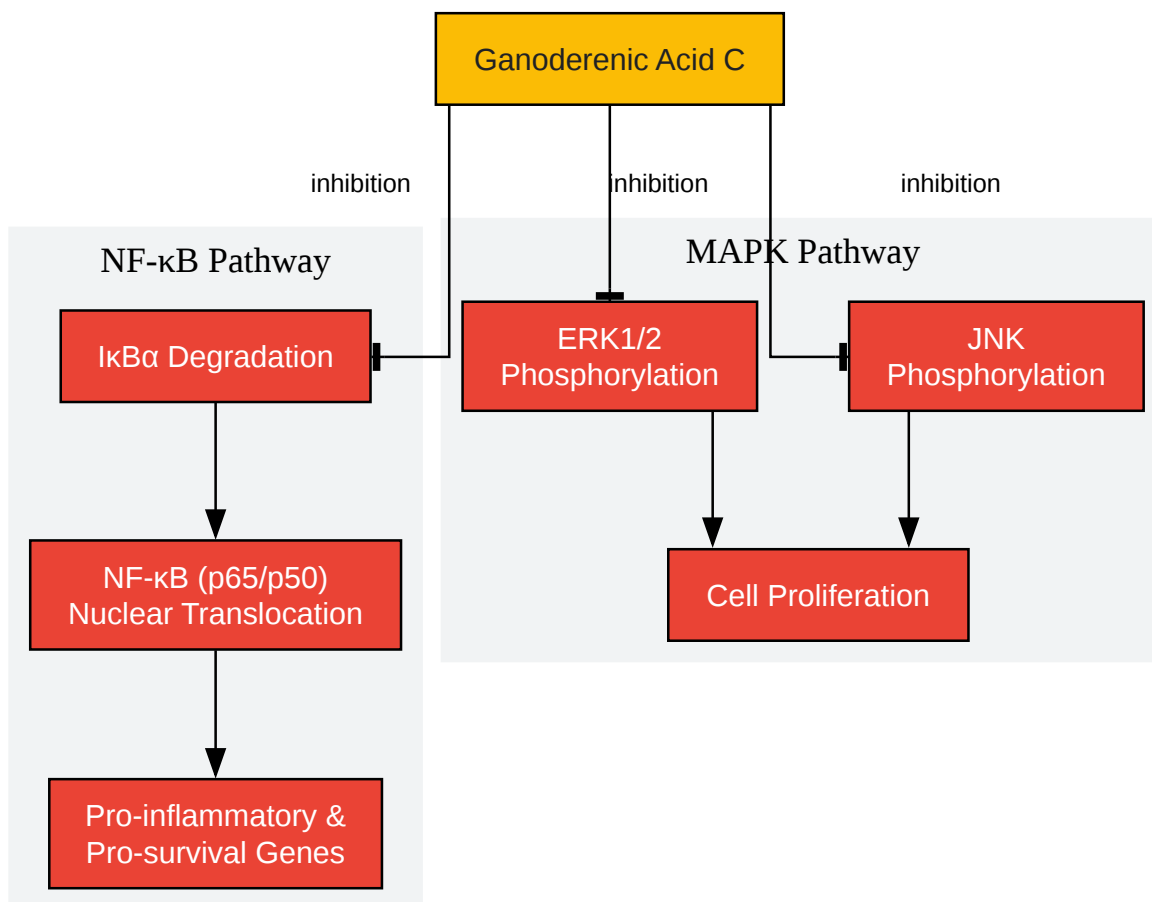 Ganoderenic Acid C
inhibition
inhibition
inhibition
NF-κB Pathway
MAPK Pathway
IκBα Degradation
ERK1/2
Phosphorylation
JNK
Phosphorylation
NF-κB (p65/p50)
Nuclear Translocation
Cell Proliferation
Pro-inflammatory &
Pro-survival Genes